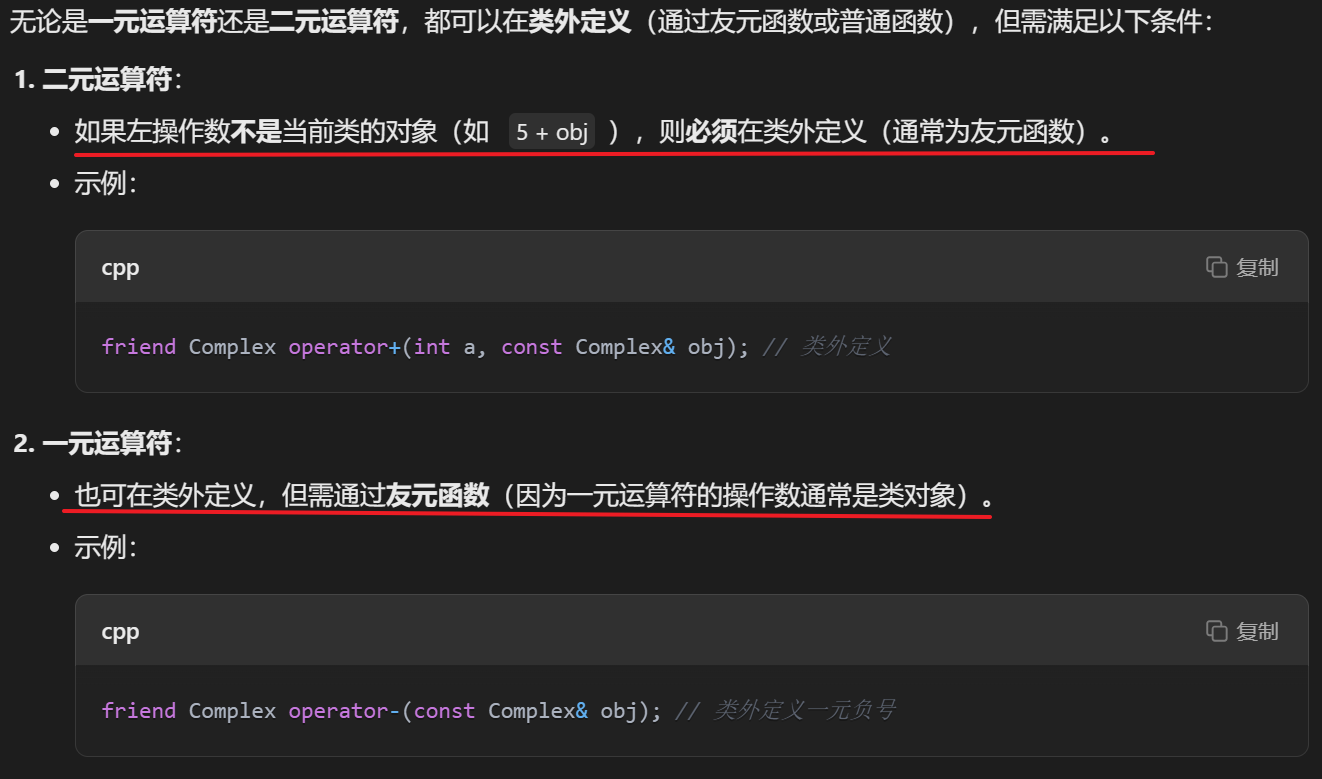 无论是一元运算符还是二元运算符，都可以在类外定义（通过友元函数或普通函数），但需满足以下条件：
1. 二元运算符：
• 如果左操作数不是当前类的对象（如 5 + obj ），则必须在类外定义（通常为友元函数）。
• 示例：
cpp 复制
friend Complex operator+(int a, const Complex& obj); // 类外定义
2. 一元运算符：
• 也可在类外定义，但需通过友元函数（因为一元运算符的操作数通常是类对象）。
• 示例：
cpp 复制
friend Complex operator-(const Complex& obj); // 类外定义一元负号